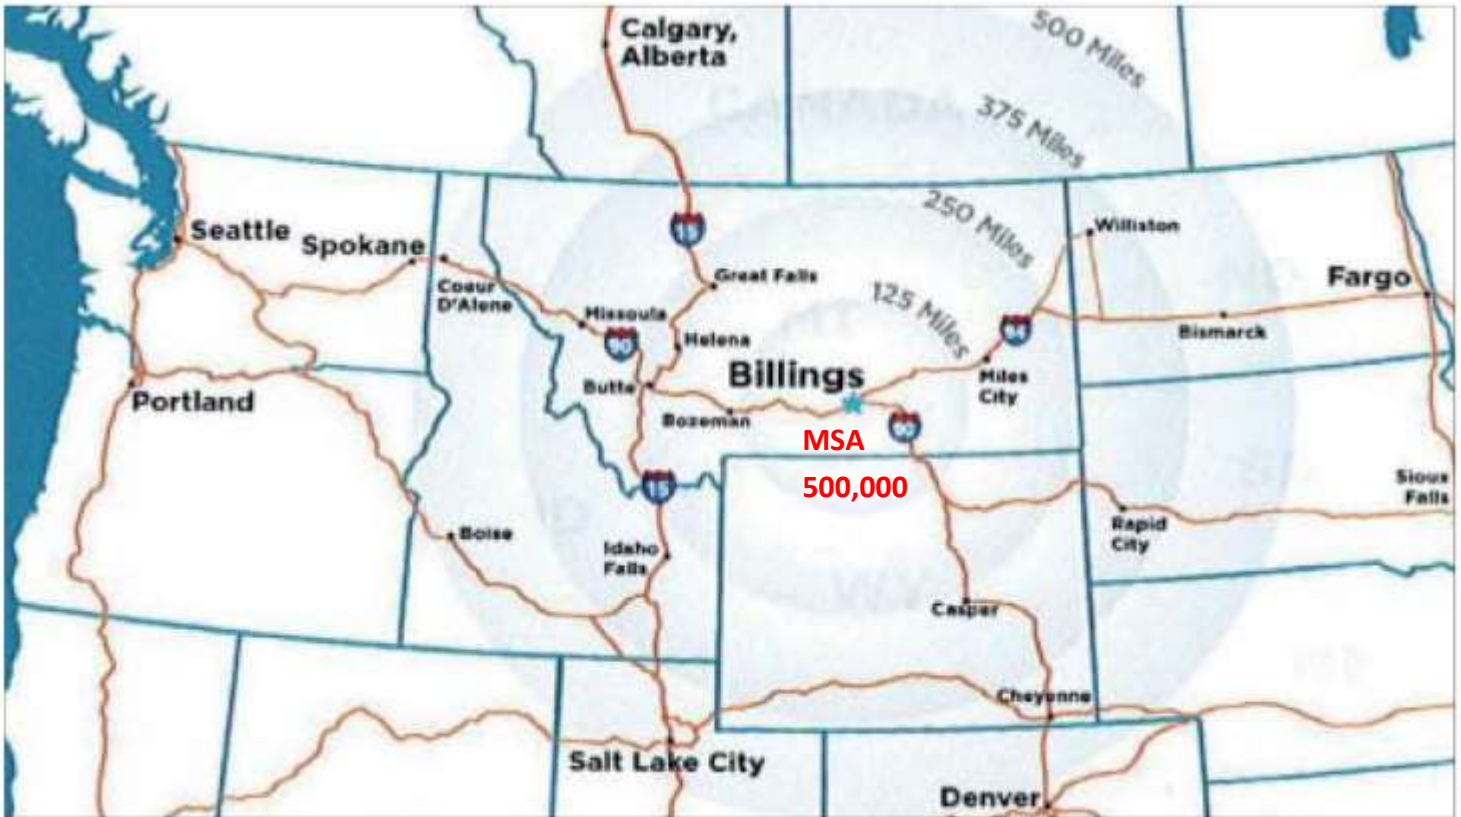 Calgary,
Alberta
500 Miles
CANADA
375 Miles
250 Miles
125 Miles
Williston
Seattle
Spokane
15
Coeur
D'Alene
Great Falls
Fargo
Missoula
90
Helena
94
Bismarck
Billings
Butte
Miles
City
Portland
Bozeman
90
MSA
500,000
15
Sioux
Falls
Rapid
City
Boise
Idaho
Falls
Casper
Cheyenne
Salt Lake City
Denver